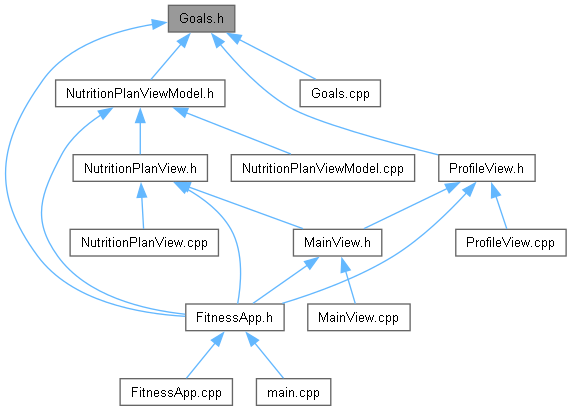 Goals.h
NutritionPlanViewModel.h
Goals.cpp
NutritionPlanView.h
NutritionPlanViewModel.cpp
ProfileView.h
NutritionPlanView.cpp
MainView.h
ProfileView.cpp
FitnessApp.h
MainView.cpp
FitnessApp.cpp
main.cpp